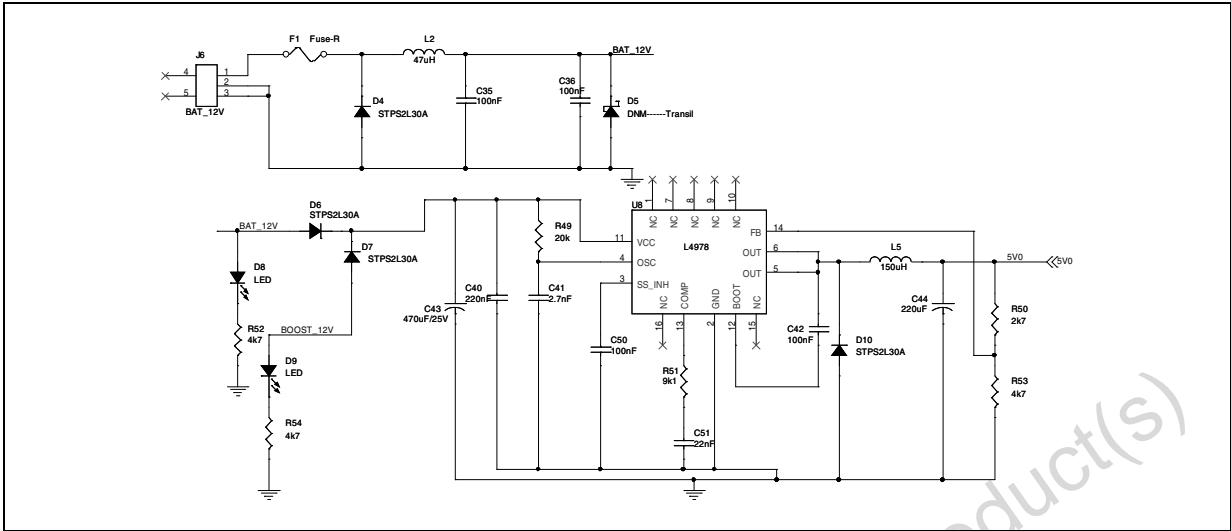 F1 Fuse-R
J6
4
5
1
2
3
BAT_12V
L2
47uH
BAT_12V
D4
STPS2L30A
C35
100nF
C36
100nF
D5
DNM------Transil
BAT_12V
D6
STPS2L30A
D7
STPS2L30A
D8
LED
R52
4k7
BOOST_12V
D9
LED
R54
4k7
C43
470uF/25V
C40
220nF
R49
20k
C41
2.7nF
C50
100nF
U8
L4978
1
7
8
9
10
NC
NC
NC
NC
NC
11
VCC
4
OSC
3
SS_INH
FB
14
OUT
6
OUT
5
NC
COMP
GND
BOOT
NC
16
13
2
12
15
R51
9k1
C51
22nF
C42
100nF
D10
STPS2L30A
L5
150uH
C44
220uF
5V0
5V0
R50
2k7
R53
4k7
oduct(s)